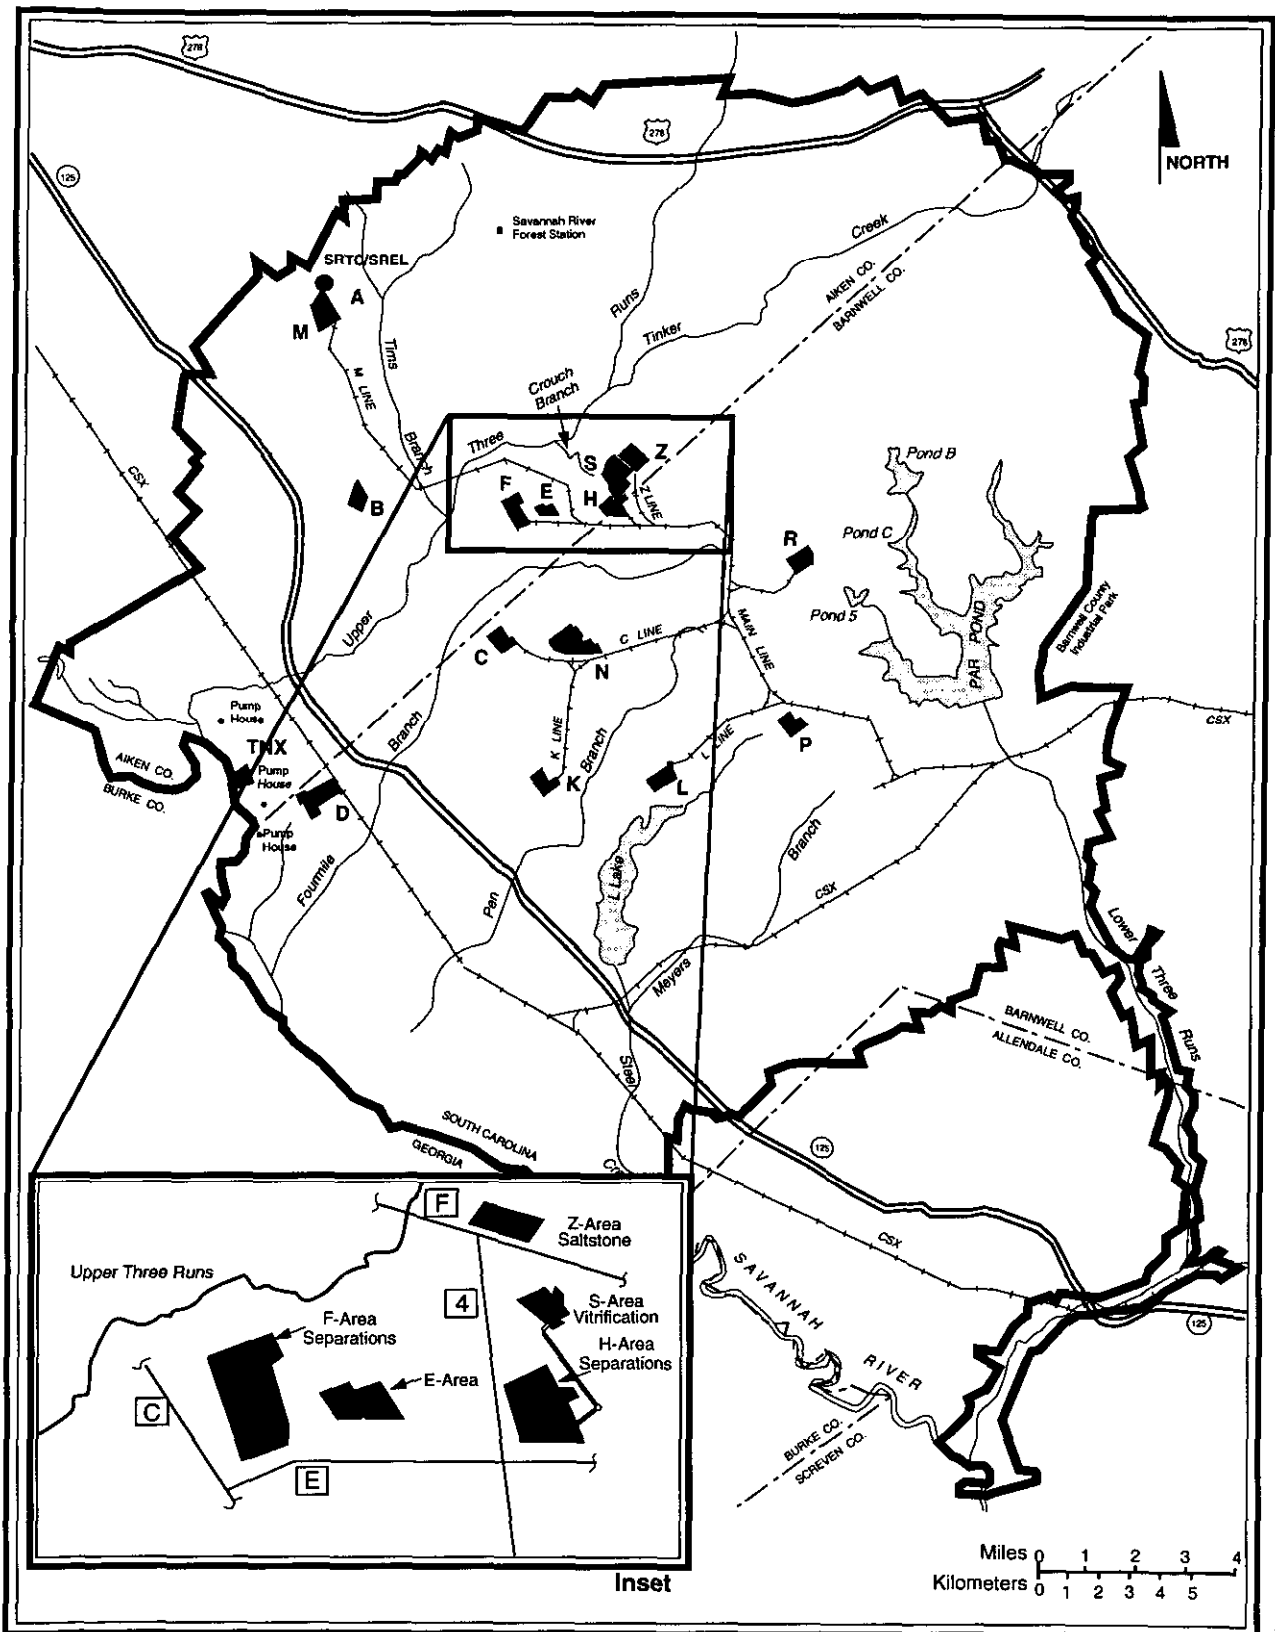 278
278
125
NORTH
Savannah River
Forest Station
Creek
SRTC/SREL
A
M
AIKEN CO.
BARNWELL CO.
Runs
Tinker
278
Tims
M LINE
Crouch
Branch
CSX
Branch
Three
S
Z
F
E
H
Z LINE
B
Pond B
Pond C
R
Pond 5
Barnwell County
Industrial Park
Upper
C
C LINE
N
MAIN LINE
PAR POND
Pump
House
TNX
Pump
House
Pump
House
AIKEN CO.
BURKE CO.
D
Branch
K LINE
Branch
K
L LINE
L
P
CSX
Fourmile
Pen
L Lake
Branch
CSX
Meyers
Lower
Three
Runs
BARNWELL CO.
ALLENDALE CO.
Steel
SOUTH CAROLINA
GEORGIA
125
CSX
125
SAVANNAH
RIVER
BURKE CO.
SCREVEN CO.
F
Z-Area
Saltstone
Upper Three Runs
4
S-Area
Vitrification
F-Area
Separations
H-Area
Separations
E-Area
C
E
Inset
Miles 0 1 2 3 4
Kilometers 0 1 2 3 4 5